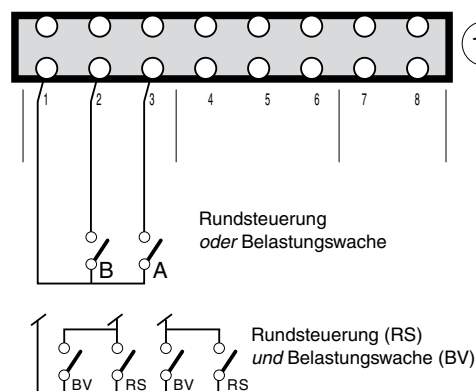 1 2 3 4 5 6 7 8
Rundsteuerung
oder Belastungswache
B A
Rundsteuerung (RS)
und Belastungswache (BV)
BV RS BV RS